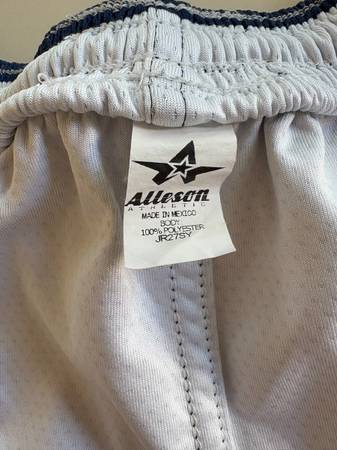 Alleson
ATHLETIC
MADE IN MEXICO
BODY
100% POLYESTER
JR27SY